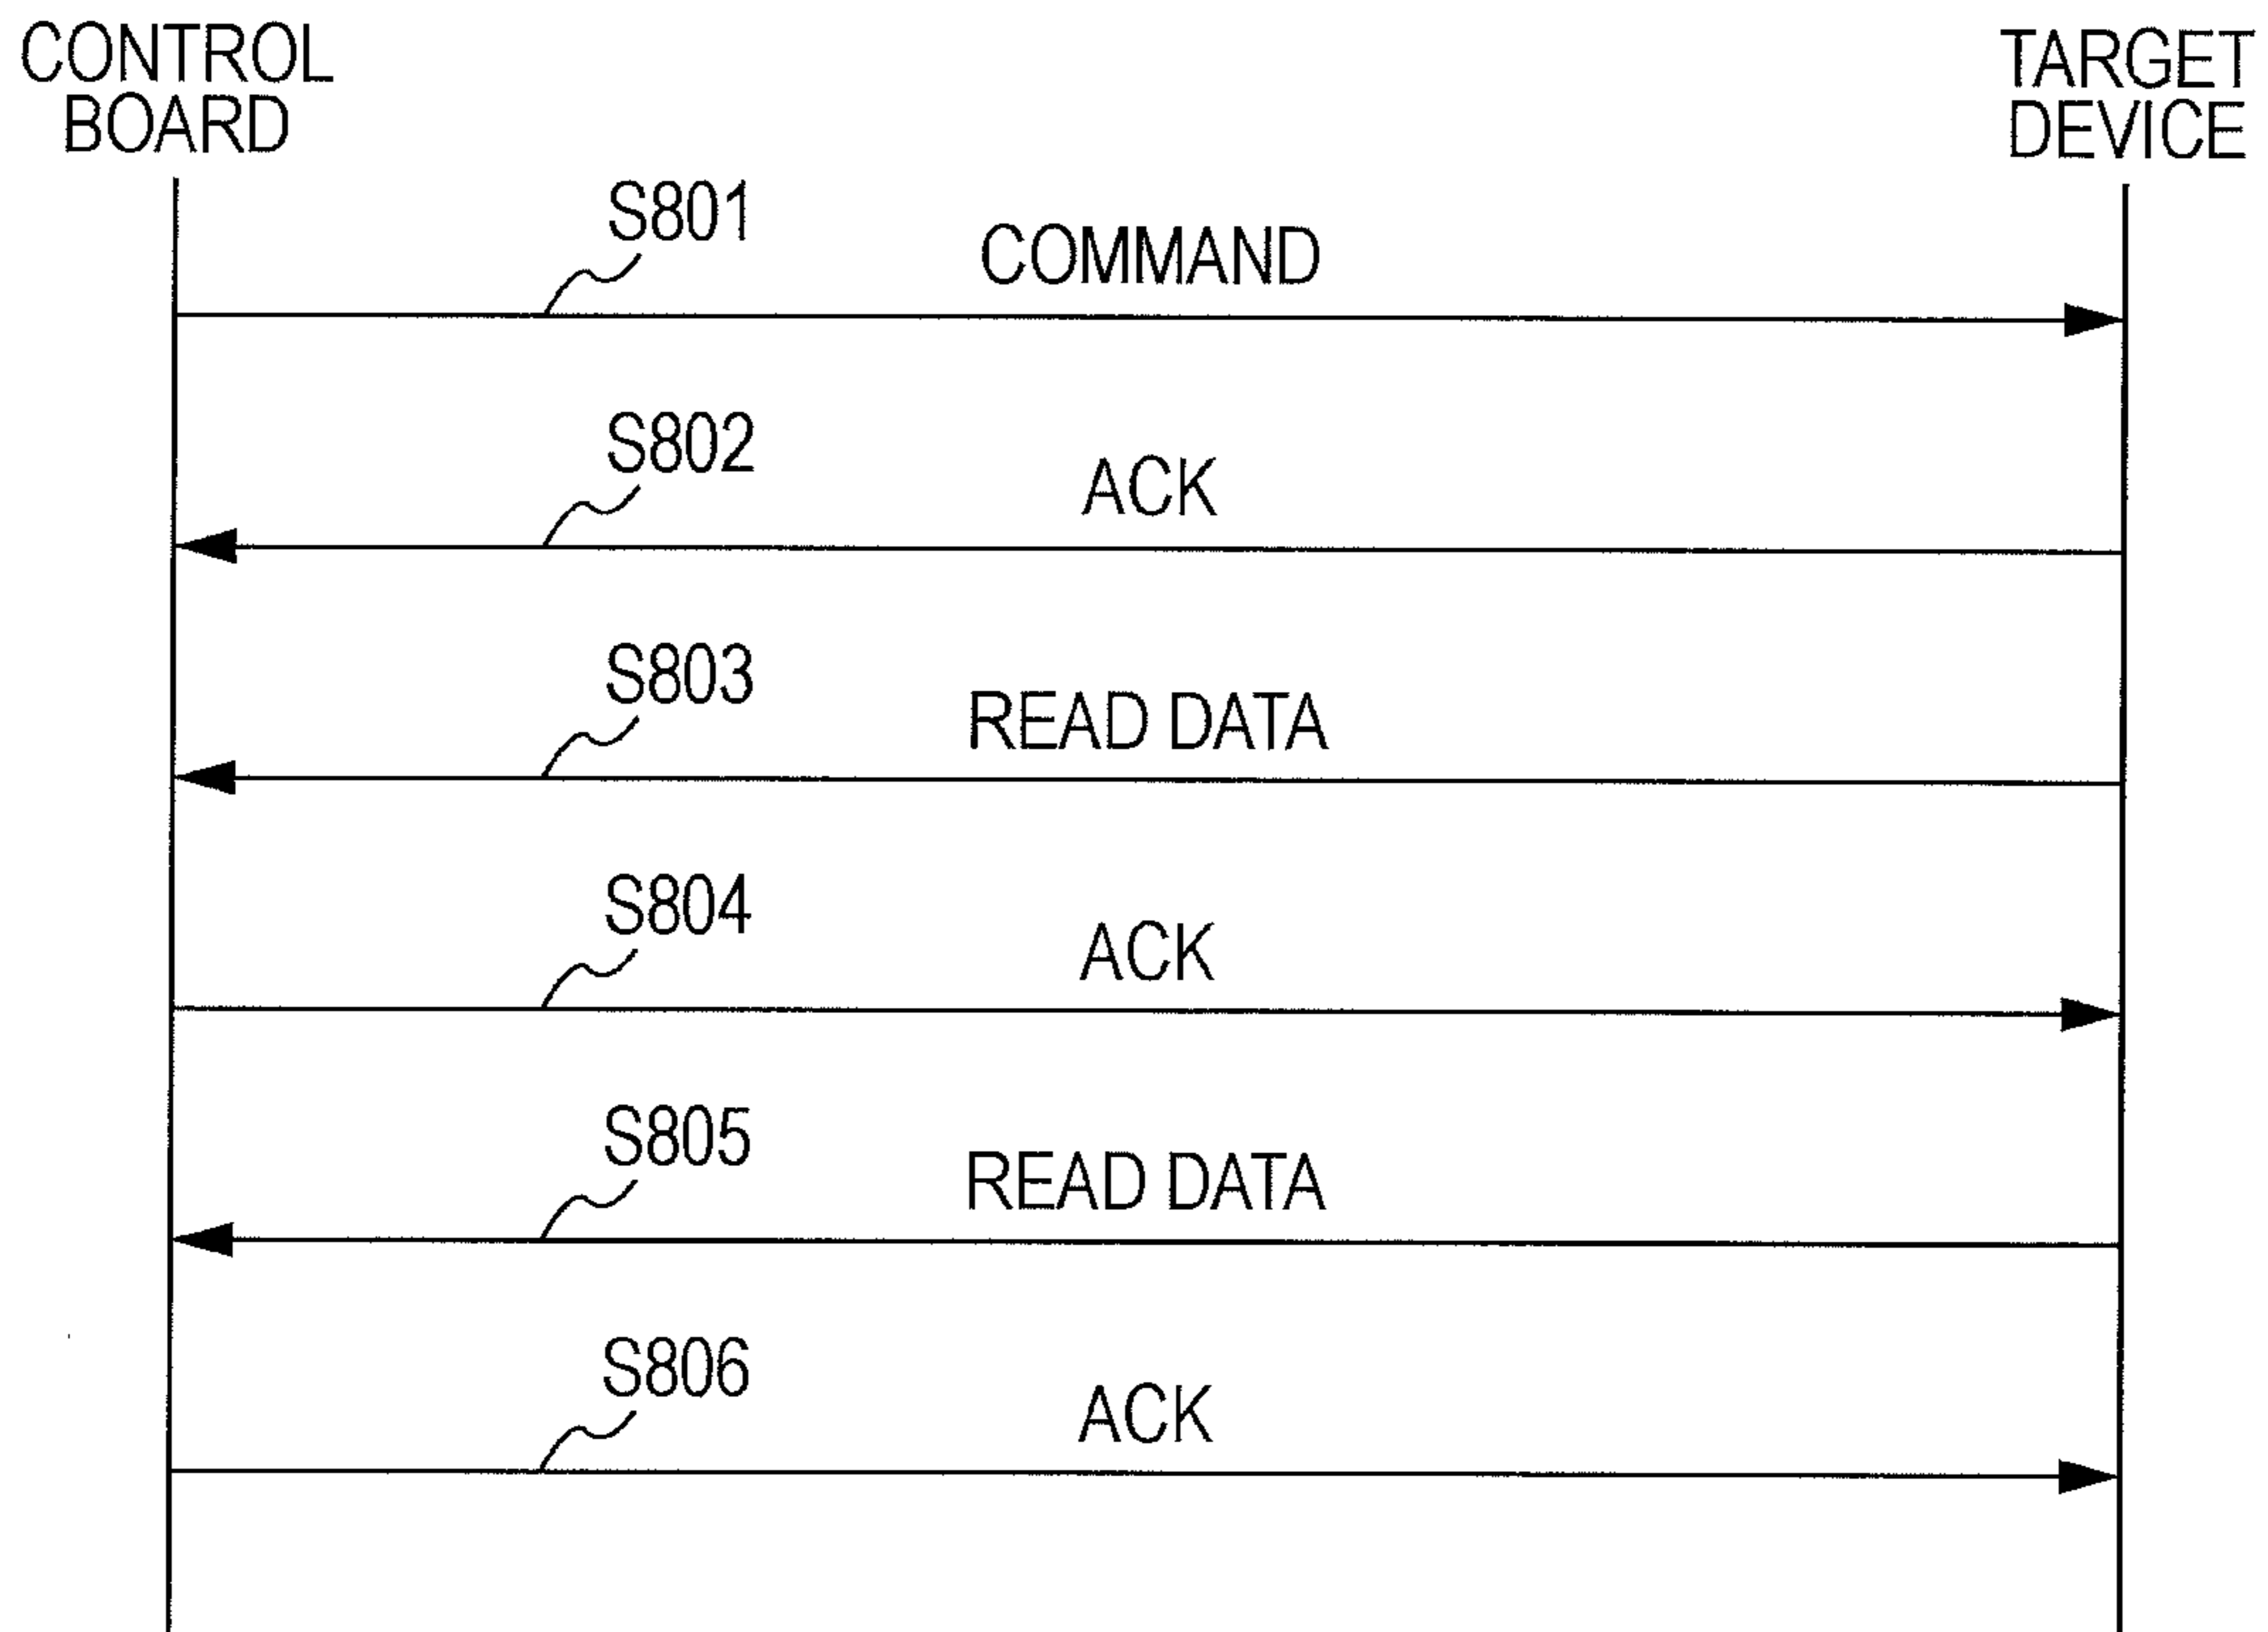 CONTROL
BOARD
TARGET
DEVICE
S801
COMMAND
S802
ACK
S803
READ DATA
S804
ACK
S805
READ DATA
S806
ACK